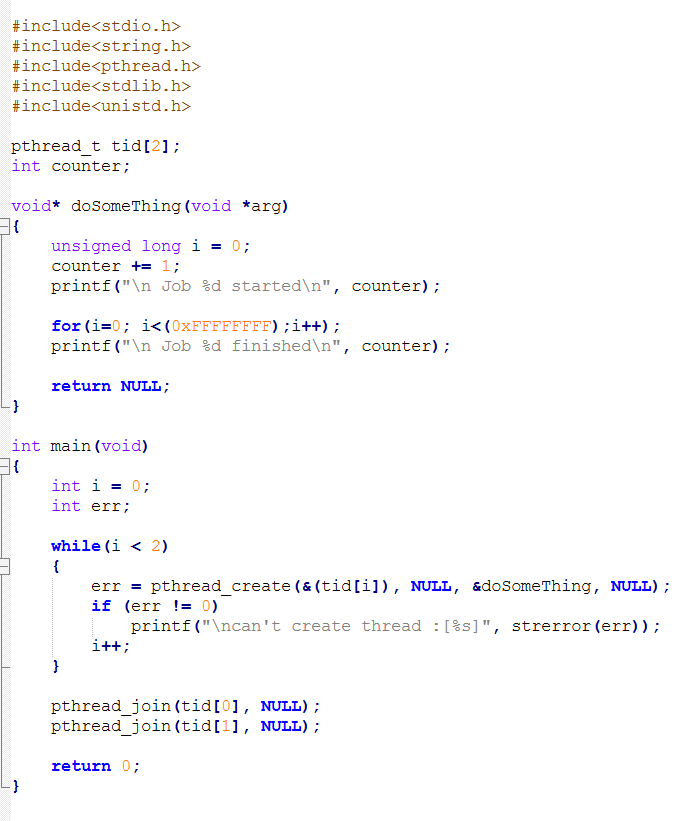 #include<stdio.h>
#include<string.h>
#include<pthread.h>
#include<stdlib.h>
#include<unistd.h>
pthread_t tid[2];
int counter;
void* doSomeThing(void *arg)
{
unsigned long i = 0;
counter += 1;
printf("\n Job %d started\n", counter);
for(i=0; i<(0xFFFFFFFF);i++);
printf("\n Job %d finished\n", counter);
return NULL;
}
int main(void)
{
int i = 0;
int err;
while(i < 2)
{
err = pthread_create(&(tid[i]), NULL, &doSomeThing, NULL);
if (err != 0)
printf("\ncan't create thread :[%s]", strerror(err));
i++;
}
pthread_join(tid[0], NULL);
pthread_join(tid[1], NULL);
return 0;
}